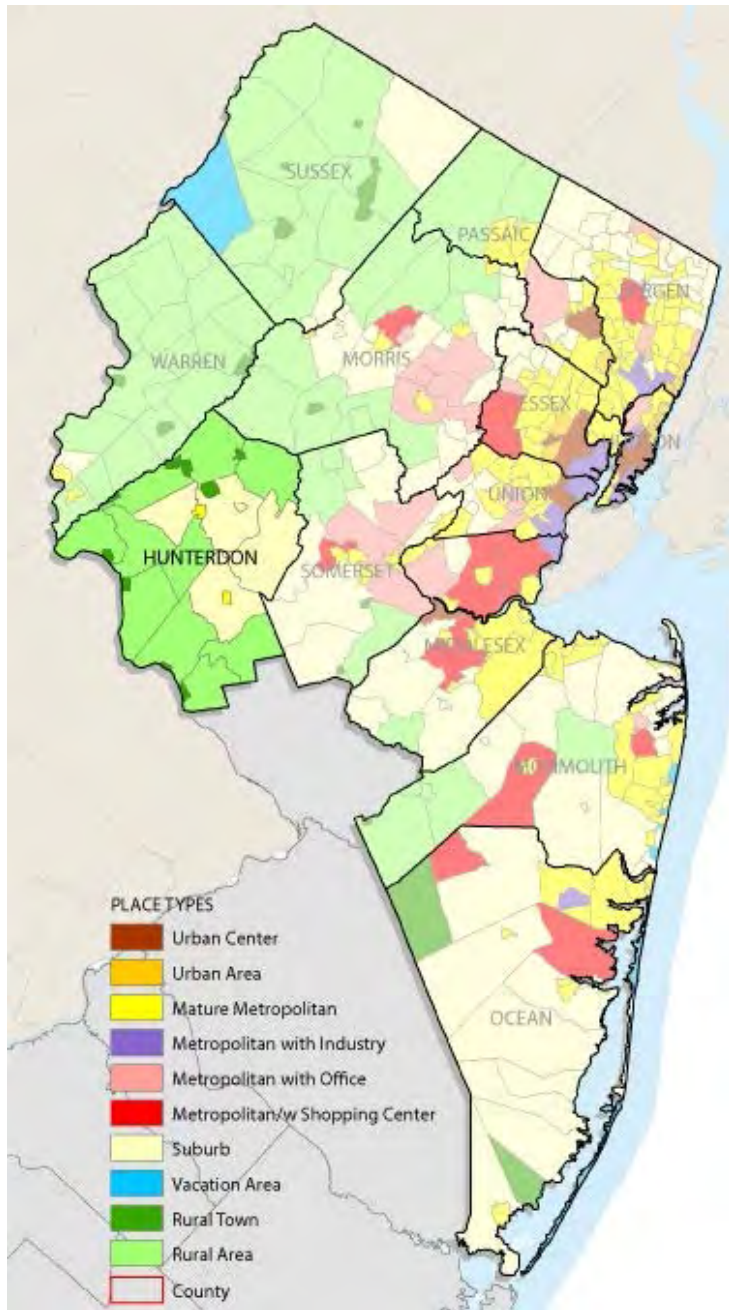 SUSSEX
PASSAIC
BERGEN
WARREN
MORRIS
ESSEX
UNION
HUNTERDON
SOMERSET
MIDDLESEX
MONMOUTH
OCEAN
PLACE TYPES
Urban Center
Urban Area
Mature Metropolitan
Metropolitan with Industry
Metropolitan with Office
Metropolitan/w Shopping Center
Suburb
Vacation Area
Rural Town
Rural Area
County